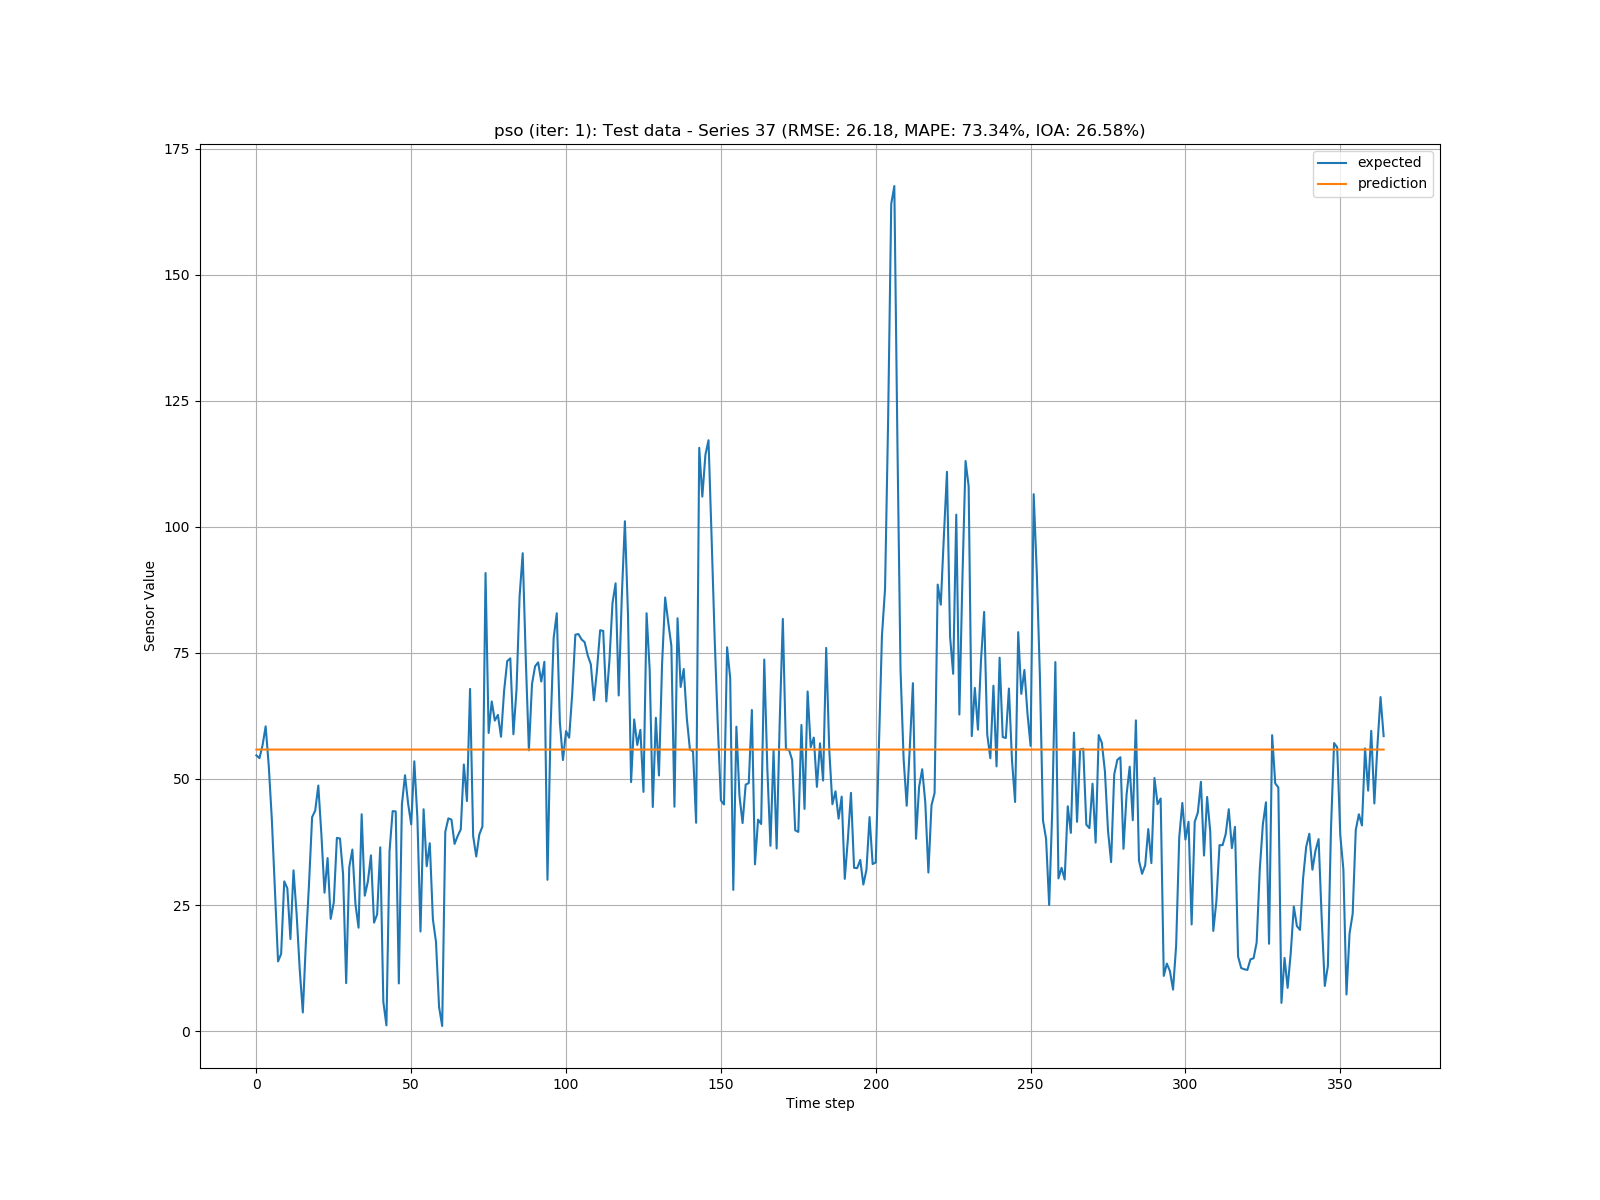 pso (iter: 1): Test data - Series 37 (RMSE: 26.18, MAPE: 73.34%, IOA: 26.58%)
175
150
125
100
75
50
25
0
Sensor Value
expected
prediction
0 50 100 150 200 250 300 350
Time step